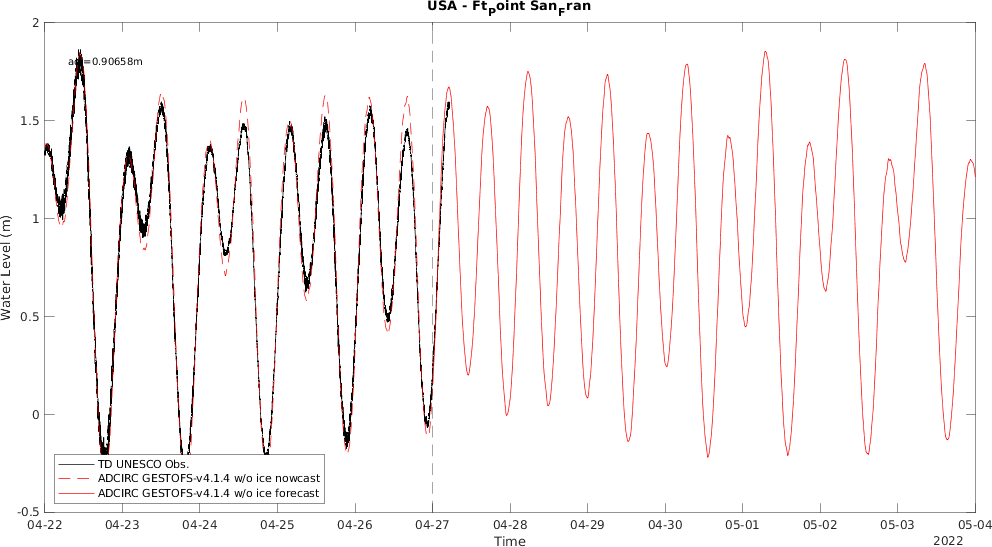 USA - FtPoint SanFran
2
1.5
1
0.5
0
-0.5
Water Level (m)
=0.90658m
TD UNESCO Obs.
ADCIRC GESTOFS-v4.1.4 w/o ice nowcast
ADCIRC GESTOFS-v4.1.4 w/o ice forecast
04-22 04-23 04-24 04-25 04-26 04-27 04-28 04-29 04-30 05-01 05-02 05-03 05-04
Time
2022